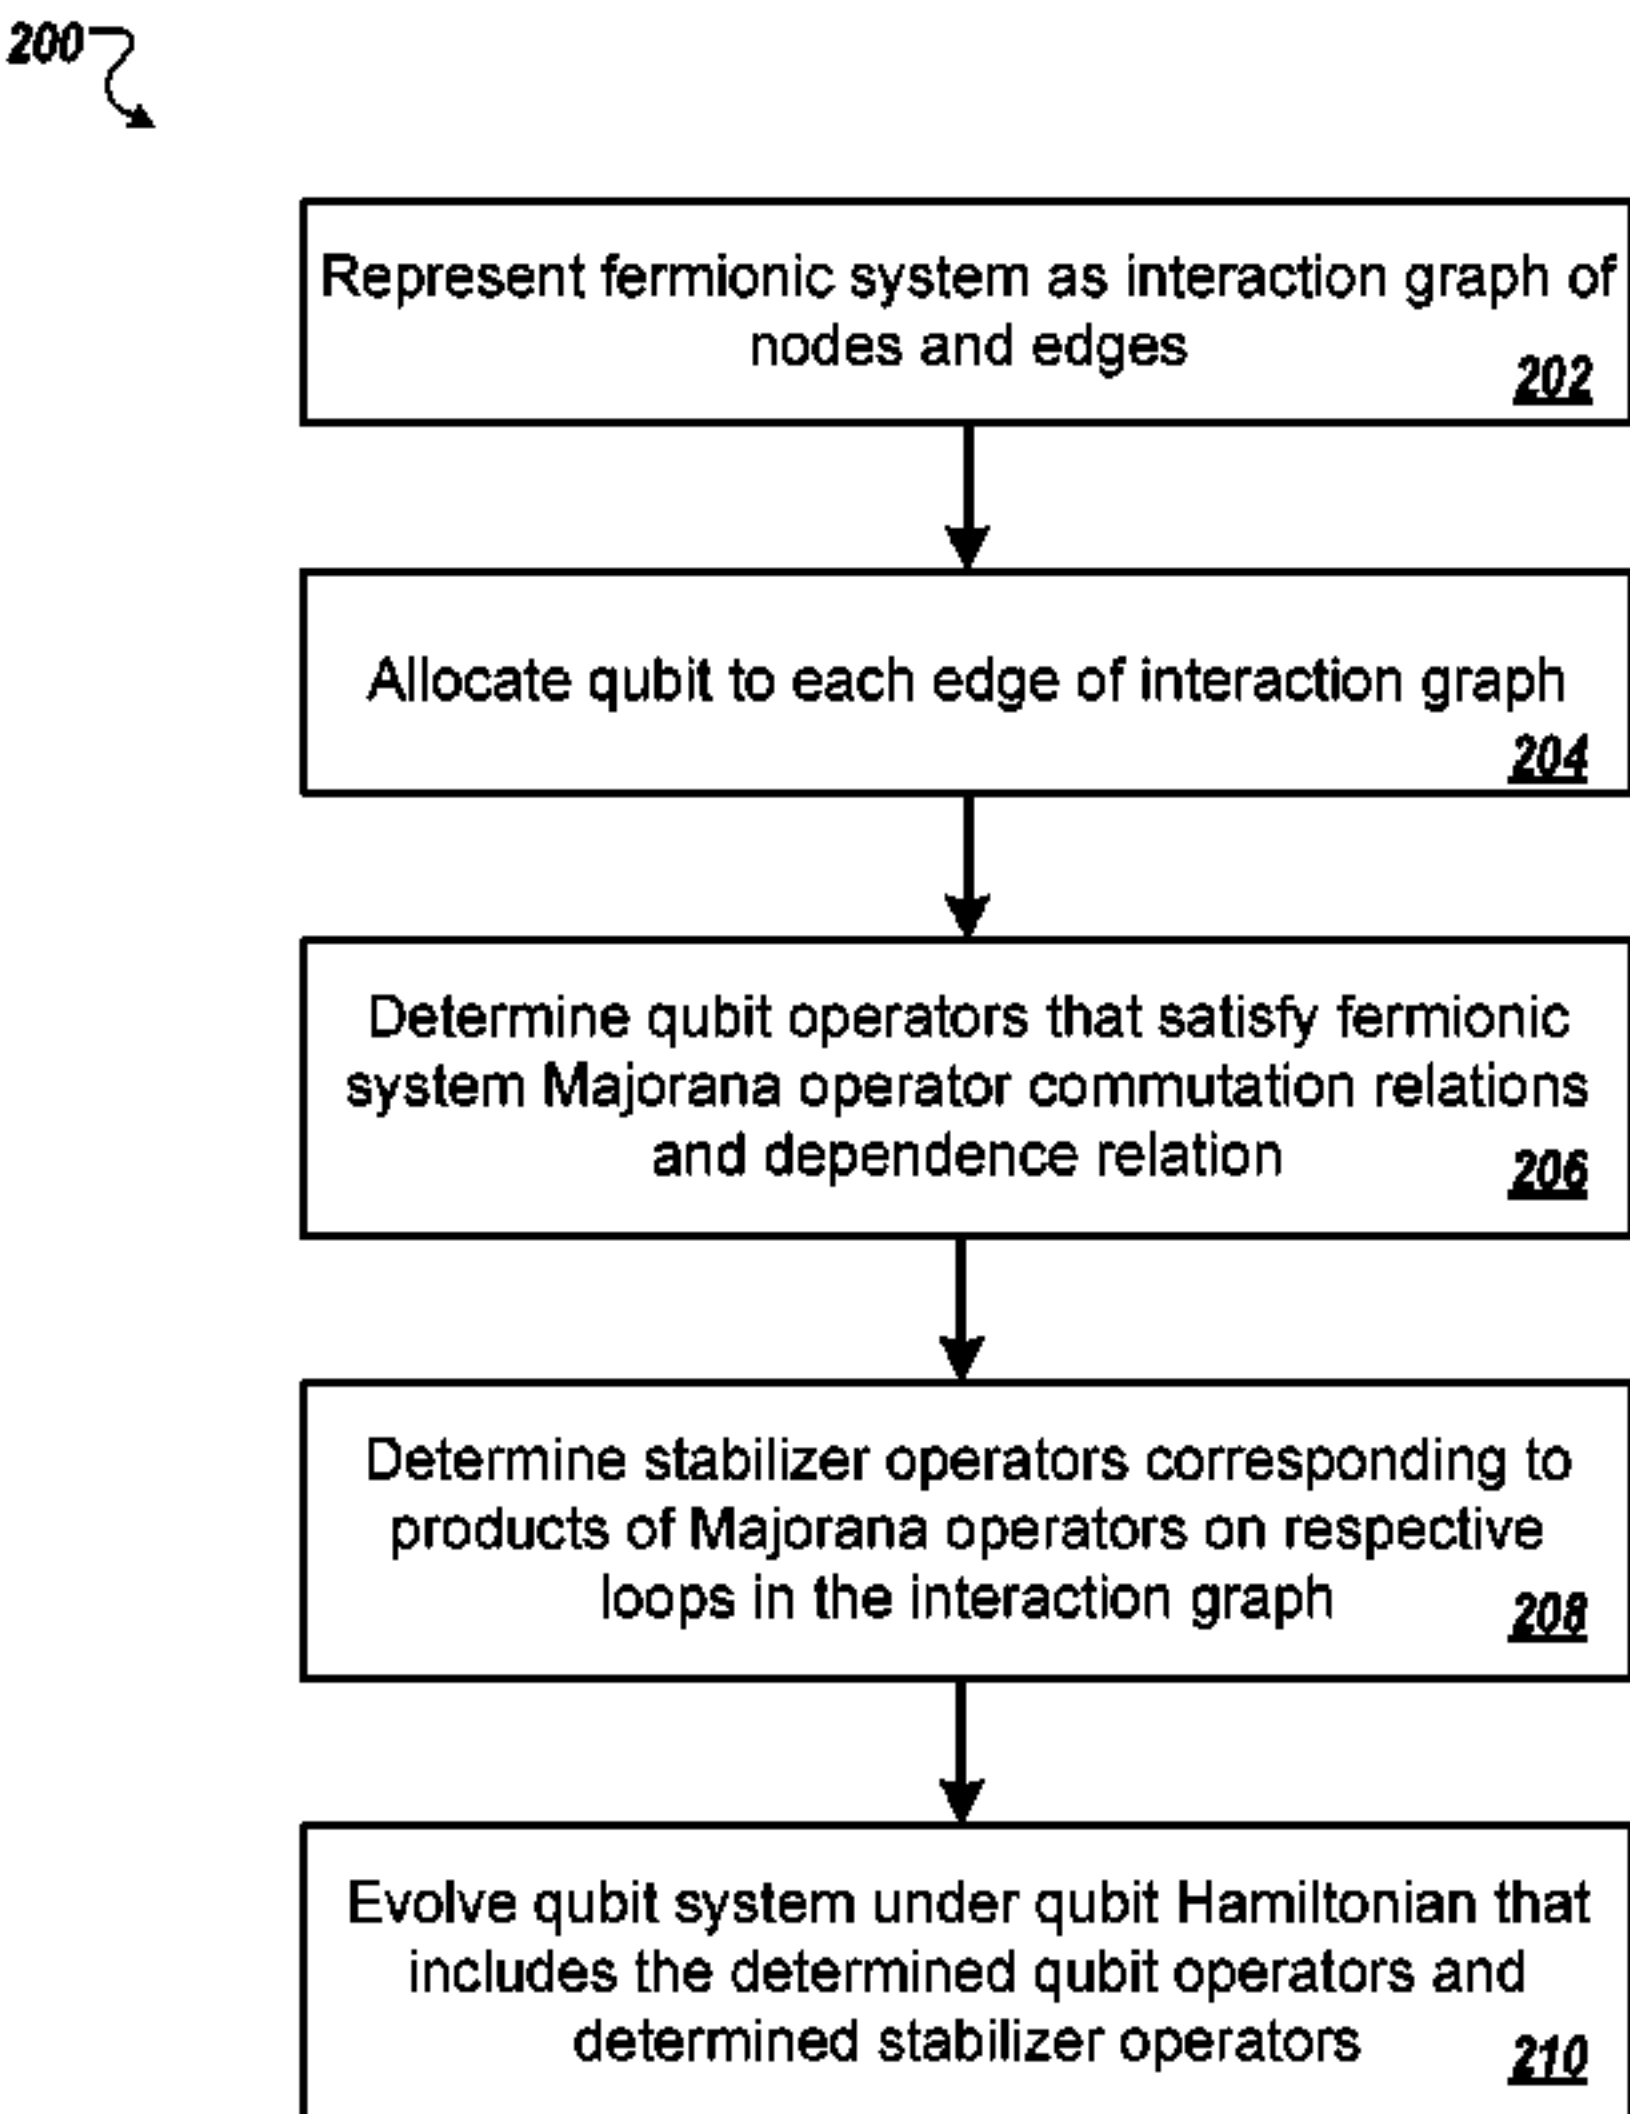 200
Represent fermionic system as interaction graph of
nodes and edges
202
Allocate qubit to each edge of interaction graph
204
Determine qubit operators that satisfy fermionic
system Majorana operator commutation relations
and dependence relation
206
Determine stabilizer operators corresponding to
products of Majorana operators on respective
loops in the interaction graph
208
Evolve qubit system under qubit Hamiltonian that
includes the determined qubit operators and
determined stabilizer operators
210